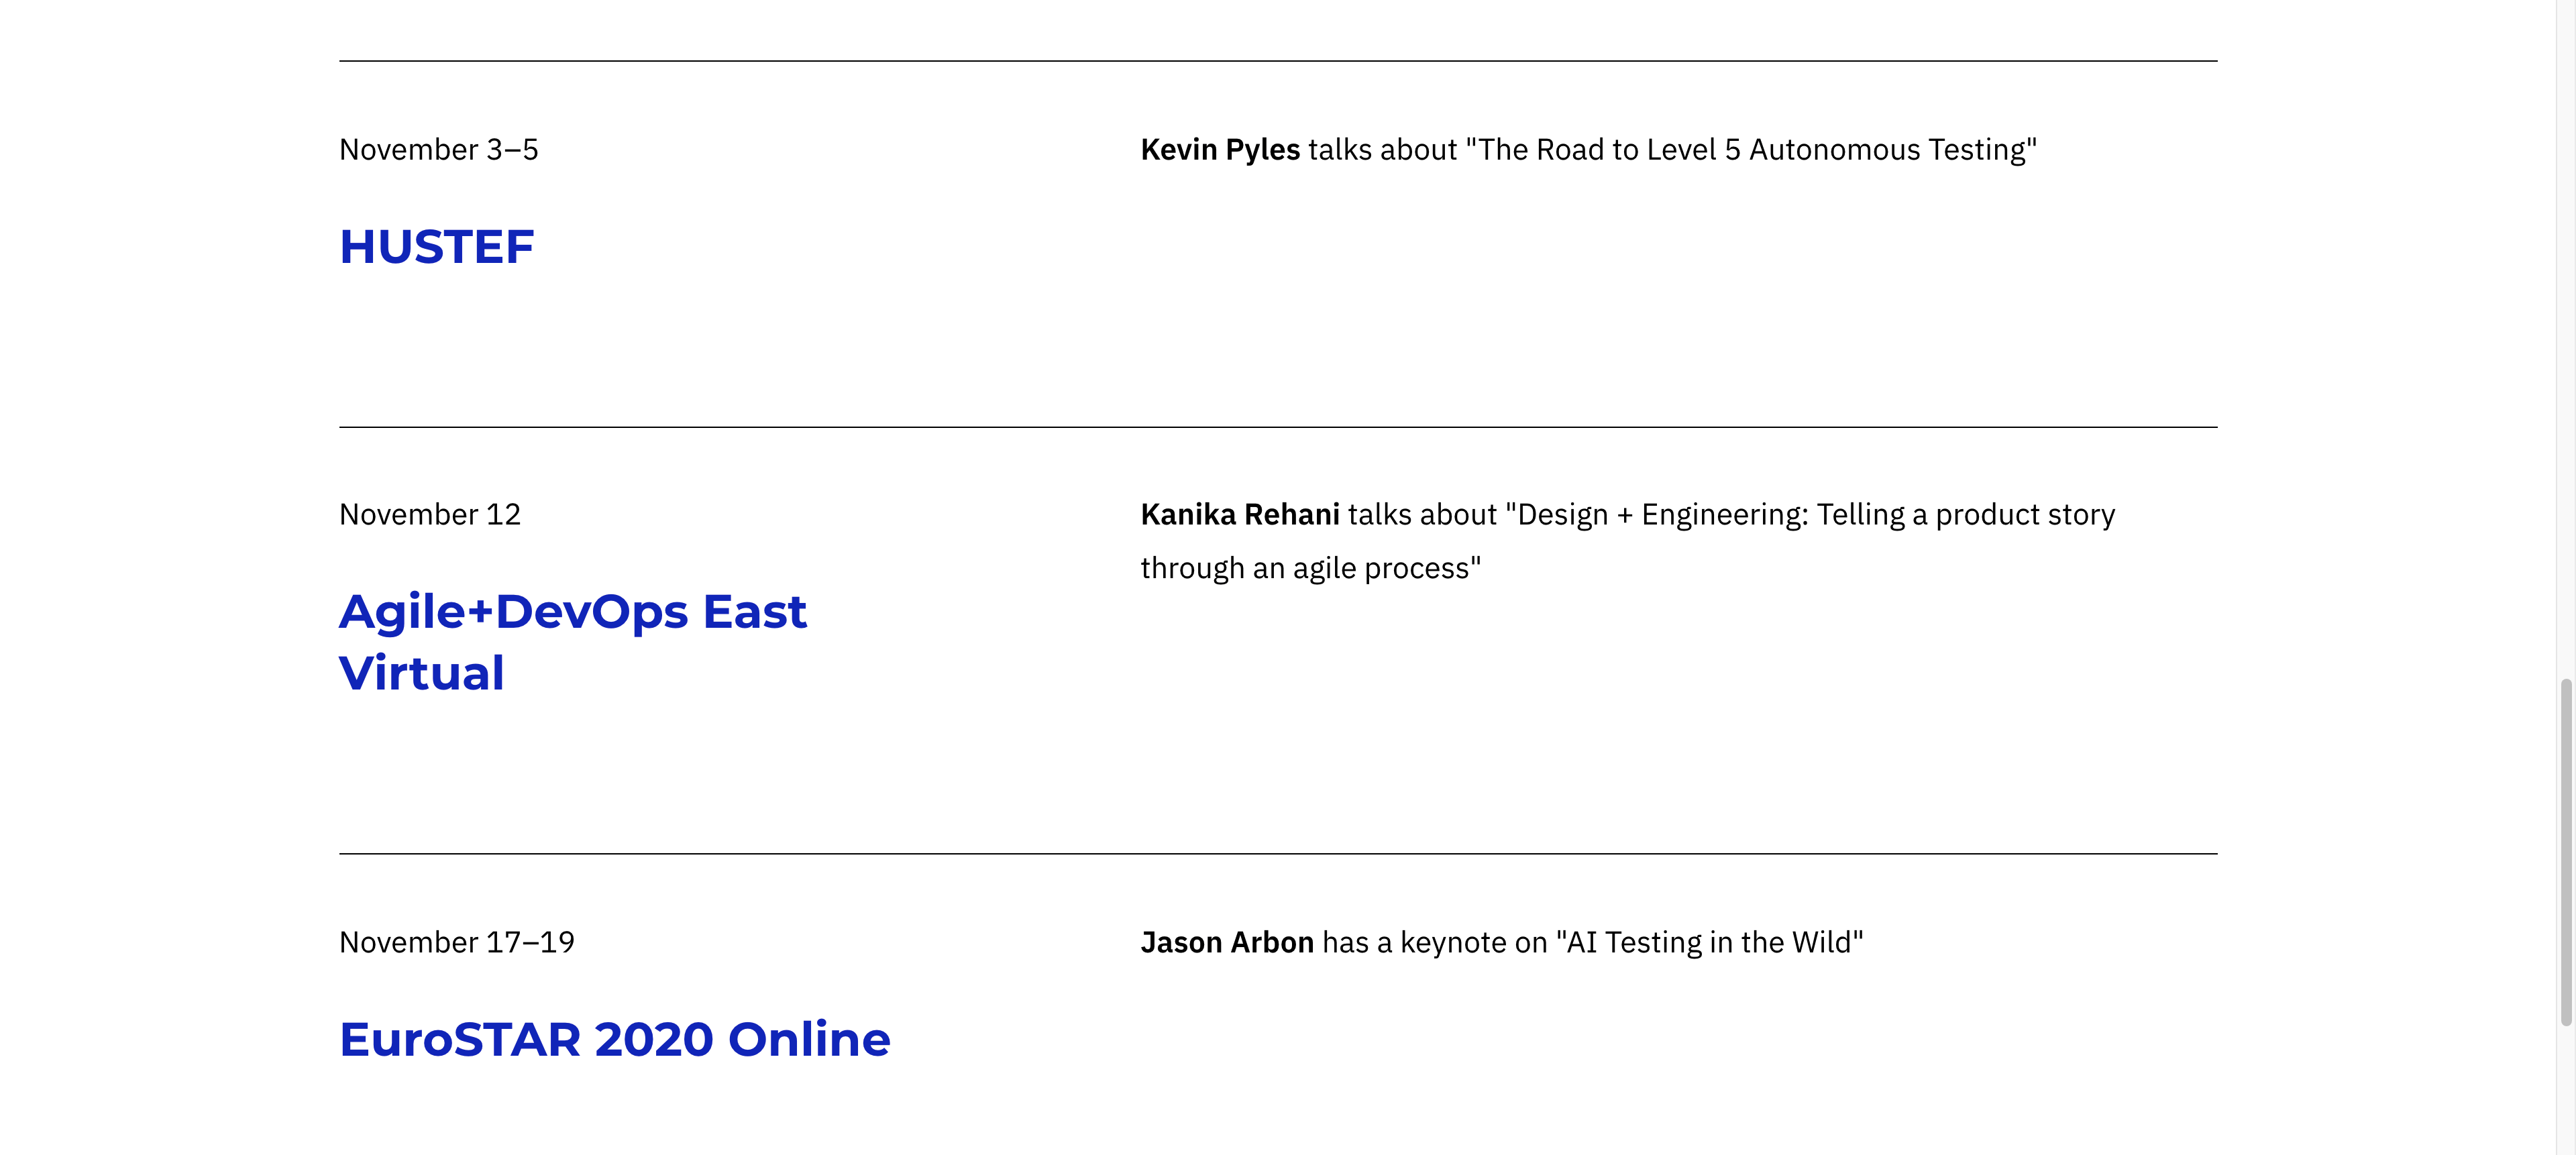 November 3–5
HUSTEF
Kevin Pyles talks about "The Road to Level 5 Autonomous Testing"
November 12
Agile+DevOps East
Virtual
Kanika Rehani talks about "Design + Engineering: Telling a product story
through an agile process"
November 17–19
EuroSTAR 2020 Online
Jason Arbon has a keynote on "AI Testing in the Wild"